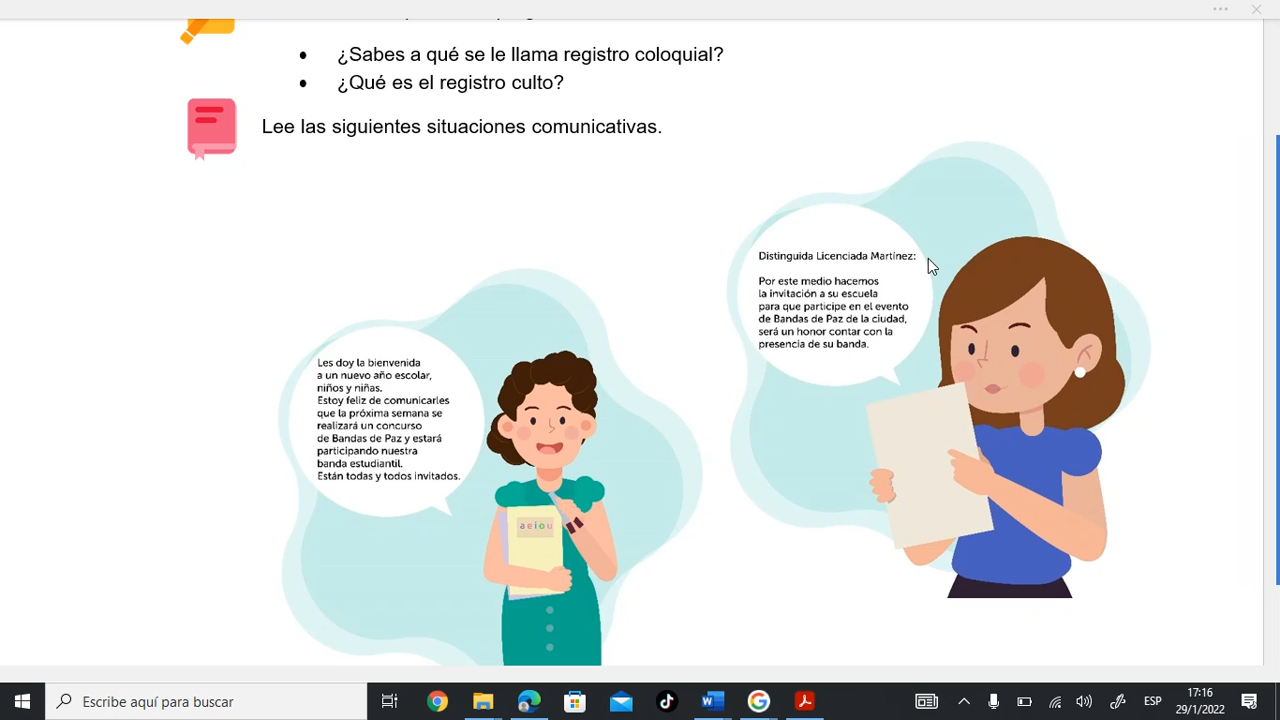 ¿Sabes a qué se le llama registro coloquial?
¿Qué es el registro culto?
Lee las siguientes situaciones comunicativas.
Distinguida Licenciada Martínez:
Por este medio hacemos
la invitación a su escuela
para que participe en el evento
de Bandas de Paz de la ciudad,
será un honor contar con la
presencia de su banda.
Les doy la bienvenida
a un nuevo año escolar,
niños y niñas.
Estoy feliz de comunicarles
que la próxima semana se
realizará un concurso
de Bandas de Paz y estará
participando nuestra
banda estudiantil.
Están todas y todos invitados.
a e i o u
Escribe aquí para buscar
ESP
17:16
29/1/2022